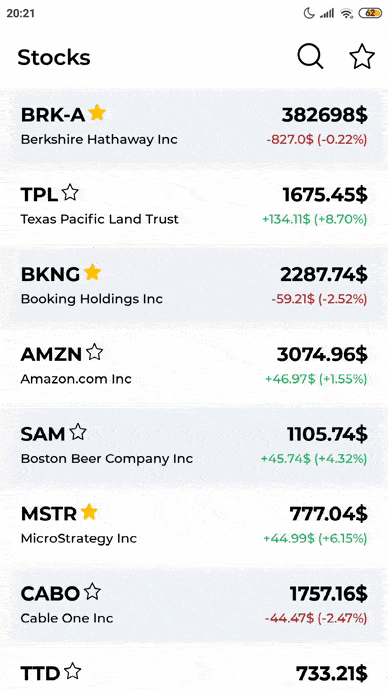 20:21 62
Stocks
BRK-A 382698$
Berkshire Hathaway Inc -827.0$ (-0.22%)
TPL 1675.45$
Texas Pacific Land Trust +134.11$ (+8.70%)
BKNG 2287.74$
Booking Holdings Inc -59.21$ (-2.52%)
AMZN 3074.96$
Amazon.com Inc +46.97$ (+1.55%)
SAM 1105.74$
Boston Beer Company Inc +45.74$ (+4.32%)
MSTR 777.04$
MicroStrategy Inc +44.99$ (+6.15%)
CABO 1757.16$
Cable One Inc -44.47$ (-2.47%)
TTD 733.21$